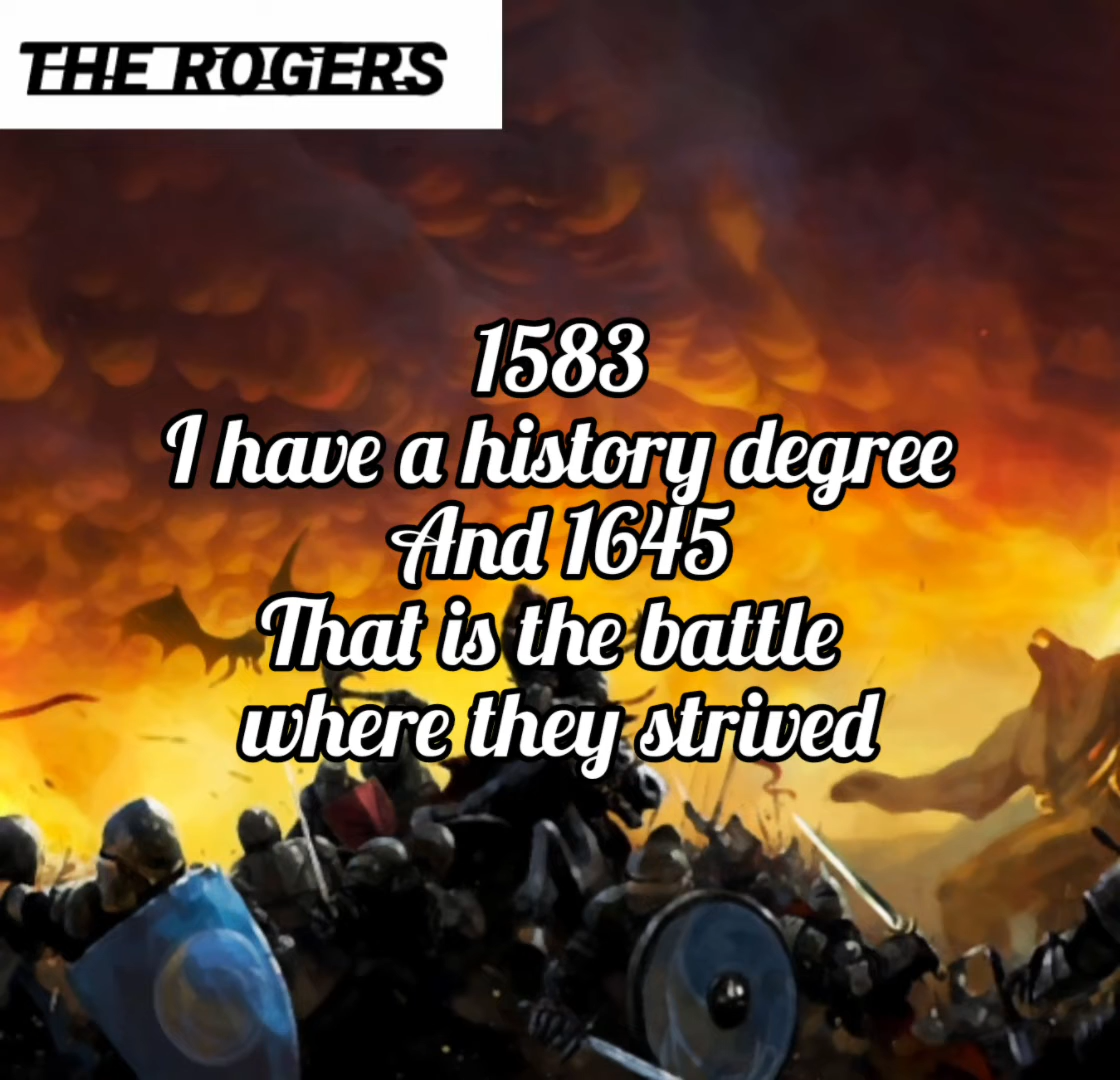 THE ROGERS
1583
I have a history degree
And 1645
That is the battle
where they strived